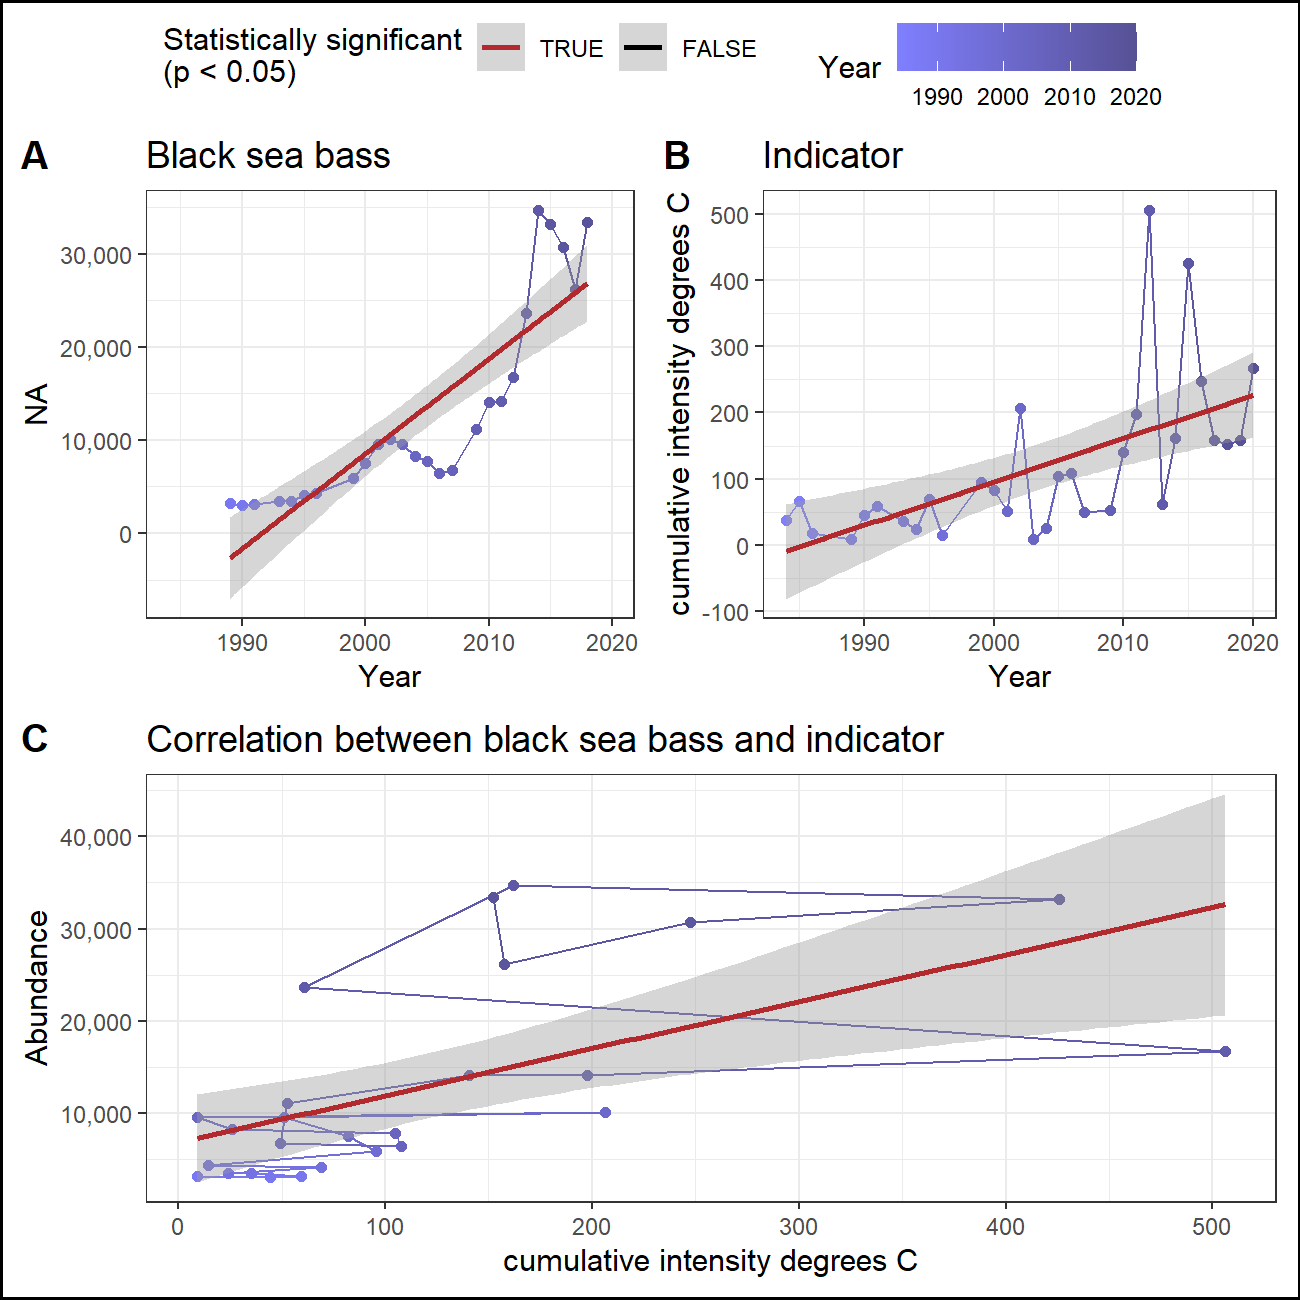 Statistically significant
(p < 0.05)
TRUE
FALSE
Year
1990 2000 2010 2020
A
Black sea bass
NA
30,000
20,000
10,000
0
1990 2000 2010 2020
Year
B
Indicator
cumulative intensity degrees C
500
400
300
200
100
0
-100
1990 2000 2010 2020
Year
C
Correlation between black sea bass and indicator
Abundance
40,000
30,000
20,000
10,000
0 100 200 300 400 500
cumulative intensity degrees C